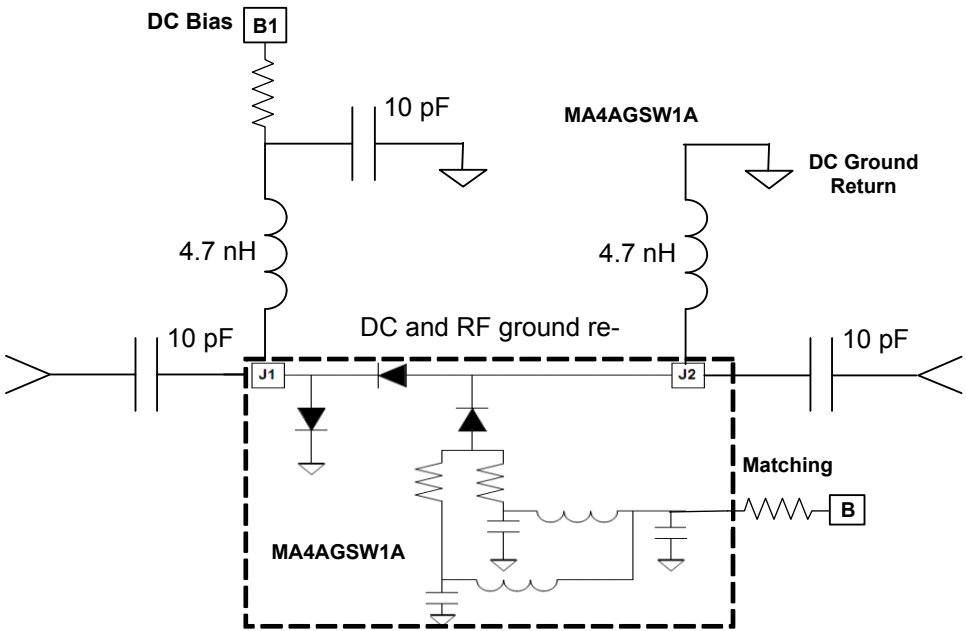 DC Bias
B1
10 pF
MA4AGSW1A
DC Ground
Return
4.7 nH
4.7 nH
10 pF
DC and RF ground re-
10 pF
J1
J2
Matching
B
MA4AGSW1A